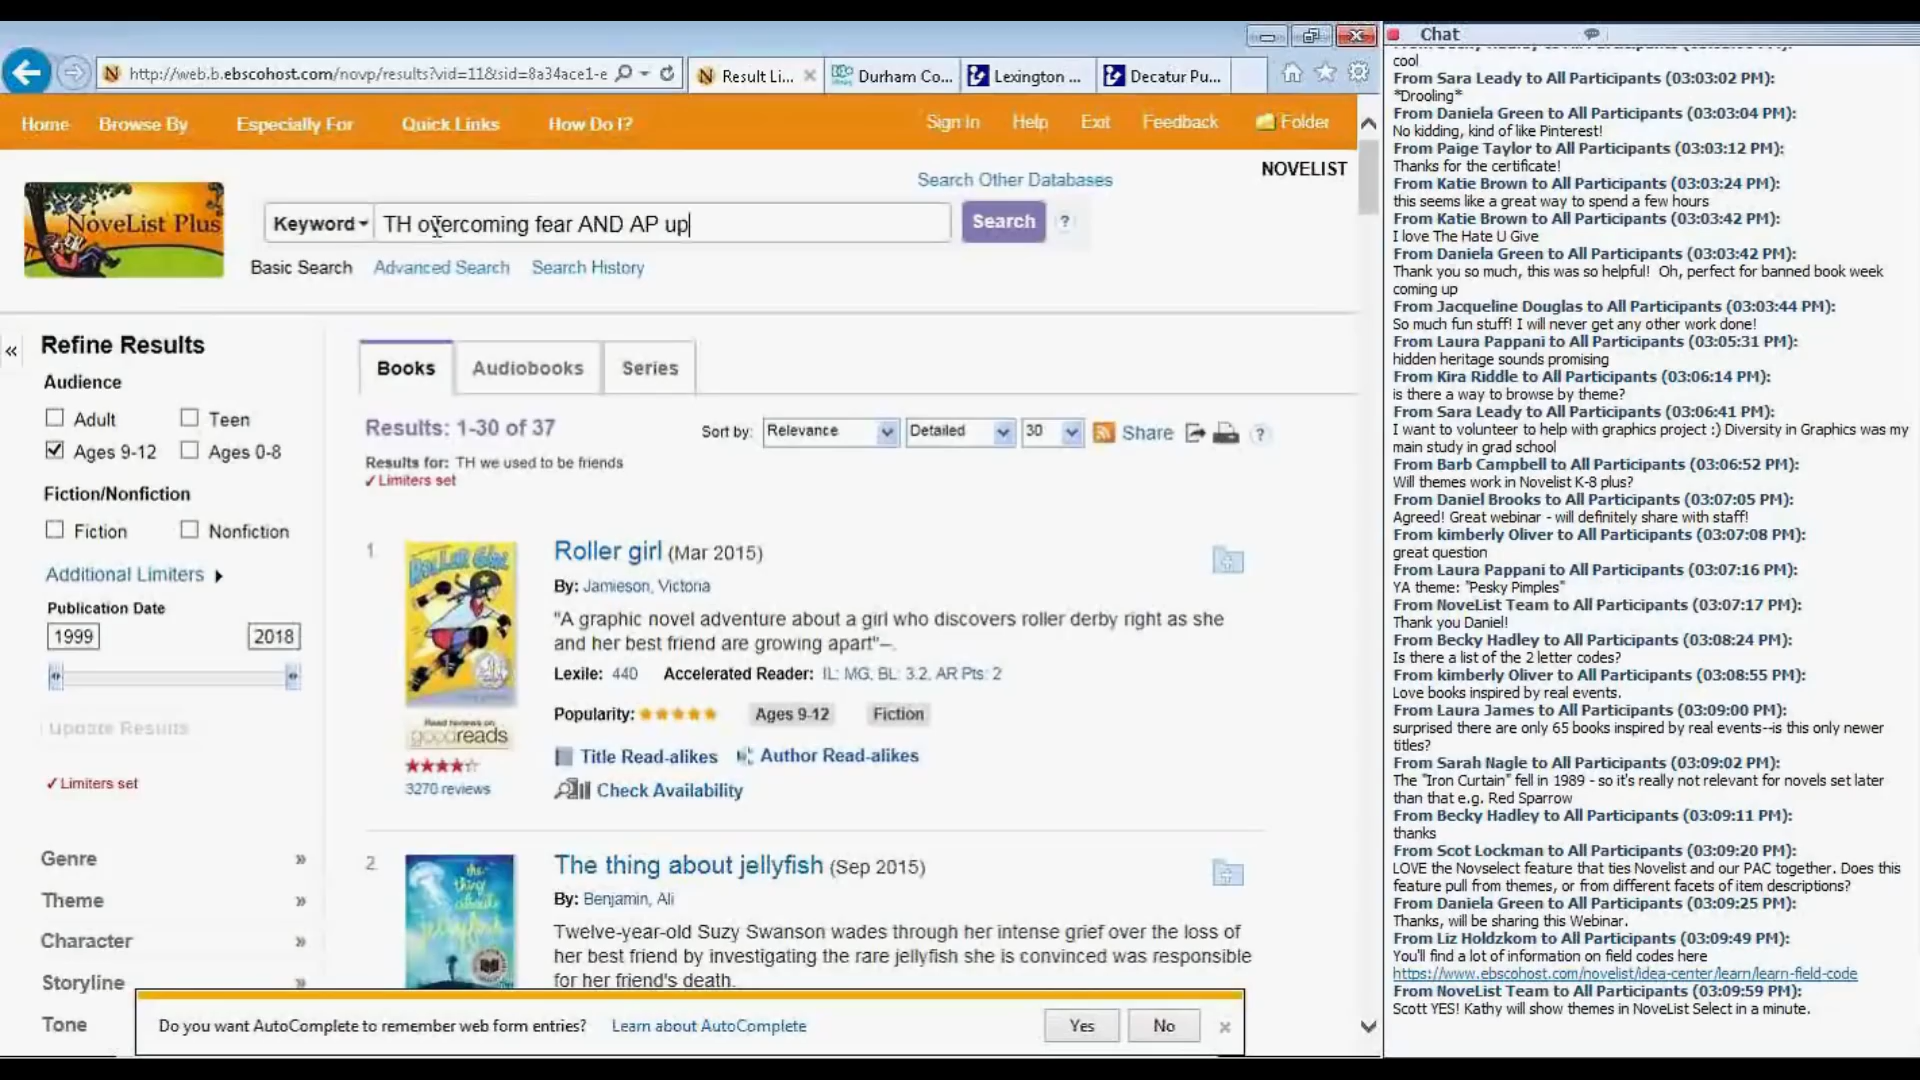 http://web.b.ebscohost.com/novp/results?vid=11&sid=8a34ace1-e
Result Li...
Durham Co...
Lexington ...
Decatur Pu...
Home
Browse By
Especially For
Quick Links
How Do I?
Sign In
Help
Exit
Feedback
Folder
NOVELIST
Search Other Databases
NoveList Plus
Keyword
TH overcoming fear AND AP up
Search
?
Basic Search
Advanced Search
Search History
«
Refine Results
Audience
Adult
Teen
Ages 9-12
Ages 0-8
Fiction/Nonfiction
Fiction
Nonfiction
Additional Limiters
Publication Date
1999
2018
Update Results
✓Limiters set
Genre »
Theme »
Character »
Storyline »
Tone
Books
Audiobooks
Series
Results: 1-30 of 37
Sort by:
Relevance
Detailed
30
Share
?
Results for: TH we used to be friends
✓Limiters set
1
ROLLER GIRL
Read reviews on
goodreads
3270 reviews
Roller girl (Mar 2015)
By: Jamieson, Victoria
"A graphic novel adventure about a girl who discovers roller derby right as she
and her best friend are growing apart"--.
Lexile: 440 Accelerated Reader: IL: MG, BL: 3.2, AR Pts: 2
Popularity:
Ages 9-12
Fiction
Title Read-alikes
Author Read-alikes
Check Availability
2
the
thing
about
jellyfish
The thing about jellyfish (Sep 2015)
By: Benjamin, Ali
Twelve-year-old Suzy Swanson wades through her intense grief over the loss of
her best friend by investigating the rare jellyfish she is convinced was responsible
for her friend's death.
Do you want AutoComplete to remember web form entries?
Learn about AutoComplete
Yes
No
×
Chat
cool
From Sara Leady to All Participants (03:03:02 PM):
*Drooling*
From Daniela Green to All Participants (03:03:04 PM):
No kidding, kind of like Pinterest!
From Paige Taylor to All Participants (03:03:12 PM):
Thanks for the certificate!
From Katie Brown to All Participants (03:03:24 PM):
this seems like a great way to spend a few hours
From Katie Brown to All Participants (03:03:42 PM):
I love The Hate U Give
From Daniela Green to All Participants (03:03:42 PM):
Thank you so much, this was so helpful! Oh, perfect for banned book week
coming up
From Jacqueline Douglas to All Participants (03:03:44 PM):
So much fun stuff! I will never get any other work done!
From Laura Pappani to All Participants (03:05:31 PM):
hidden heritage sounds promising
From Kira Riddle to All Participants (03:06:14 PM):
is there a way to browse by theme?
From Sara Leady to All Participants (03:06:41 PM):
I want to volunteer to help with graphics project :) Diversity in Graphics was my
main study in grad school
From Barb Campbell to All Participants (03:06:52 PM):
Will themes work in Novelist K-8 plus?
From Daniel Brooks to All Participants (03:07:05 PM):
Agreed! Great webinar - will definitely share with staff!
From kimberly Oliver to All Participants (03:07:08 PM):
great question
From Laura Pappani to All Participants (03:07:16 PM):
YA theme: "Pesky Pimples"
From NoveList Team to All Participants (03:07:17 PM):
Thank you Daniel!
From Becky Hadley to All Participants (03:08:24 PM):
Is there a list of the 2 letter codes?
From kimberly Oliver to All Participants (03:08:55 PM):
Love books inspired by real events.
From Laura James to All Participants (03:09:00 PM):
surprised there are only 65 books inspired by real events--is this only newer
titles?
From Sarah Nagle to All Participants (03:09:02 PM):
The "Iron Curtain" fell in 1989 - so it's really not relevant for novels set later
than that e.g. Red Sparrow
From Becky Hadley to All Participants (03:09:11 PM):
thanks
From Scot Lockman to All Participants (03:09:20 PM):
LOVE the Novselect feature that ties Novelist and our PAC together. Does this
feature pull from themes, or from different facets of item descriptions?
From Daniela Green to All Participants (03:09:25 PM):
Thanks, will be sharing this Webinar.
From Liz Holdzkom to All Participants (03:09:49 PM):
You'll find a lot of information on field codes here
https://www.ebscohost.com/novelist/idea-center/learn/learn-field-code
From NoveList Team to All Participants (03:09:59 PM):
Scott YES! Kathy will show themes in NoveList Select in a minute.